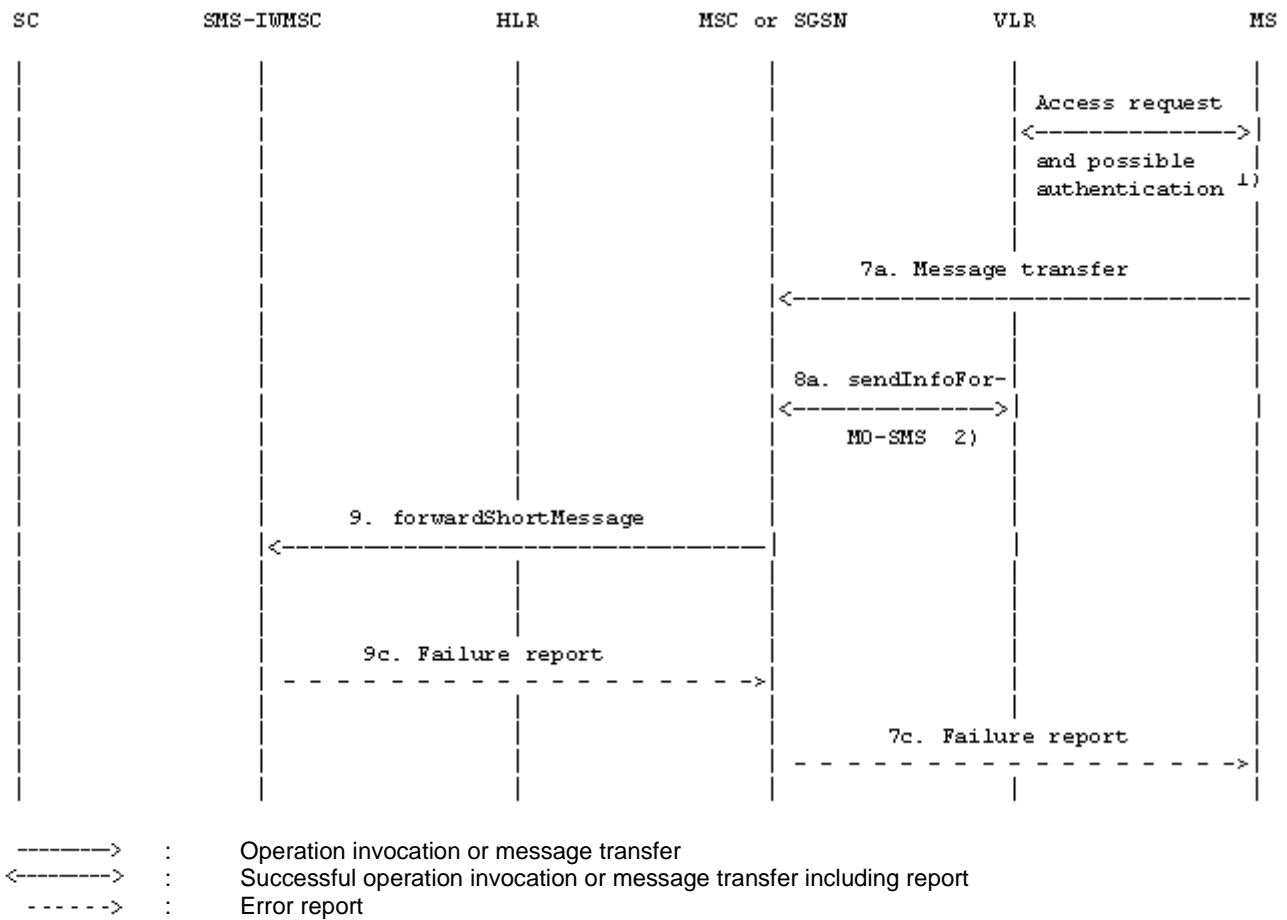 SC SMS-IWMSC HLR MSC or SGSN VLR MS
Access request
and possible
authentication 1)
7a. Message transfer
8a. sendInfoFor-
MO-SMS 2)
9. forwardShortMessage
9c. Failure report
7c. Failure report
: Operation invocation or message transfer
: Successful operation invocation or message transfer including report
: Error report